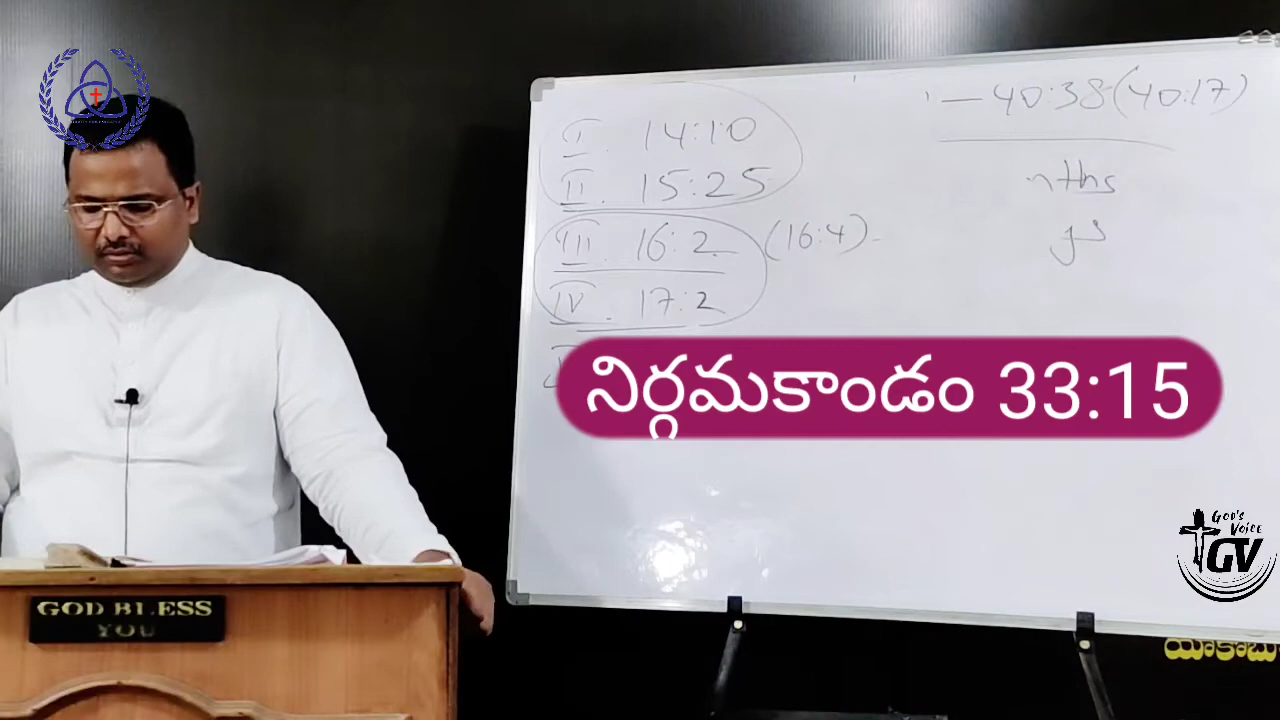 I. 14:10
II 15:25
III 16:2 (16:4)
IV. 17:2
— 40:38 (40:17)
nths
నిర్గమకాండం 33:15
GOD'S
VOICE
GV
GOD BLESS
YOU
యాకోబు